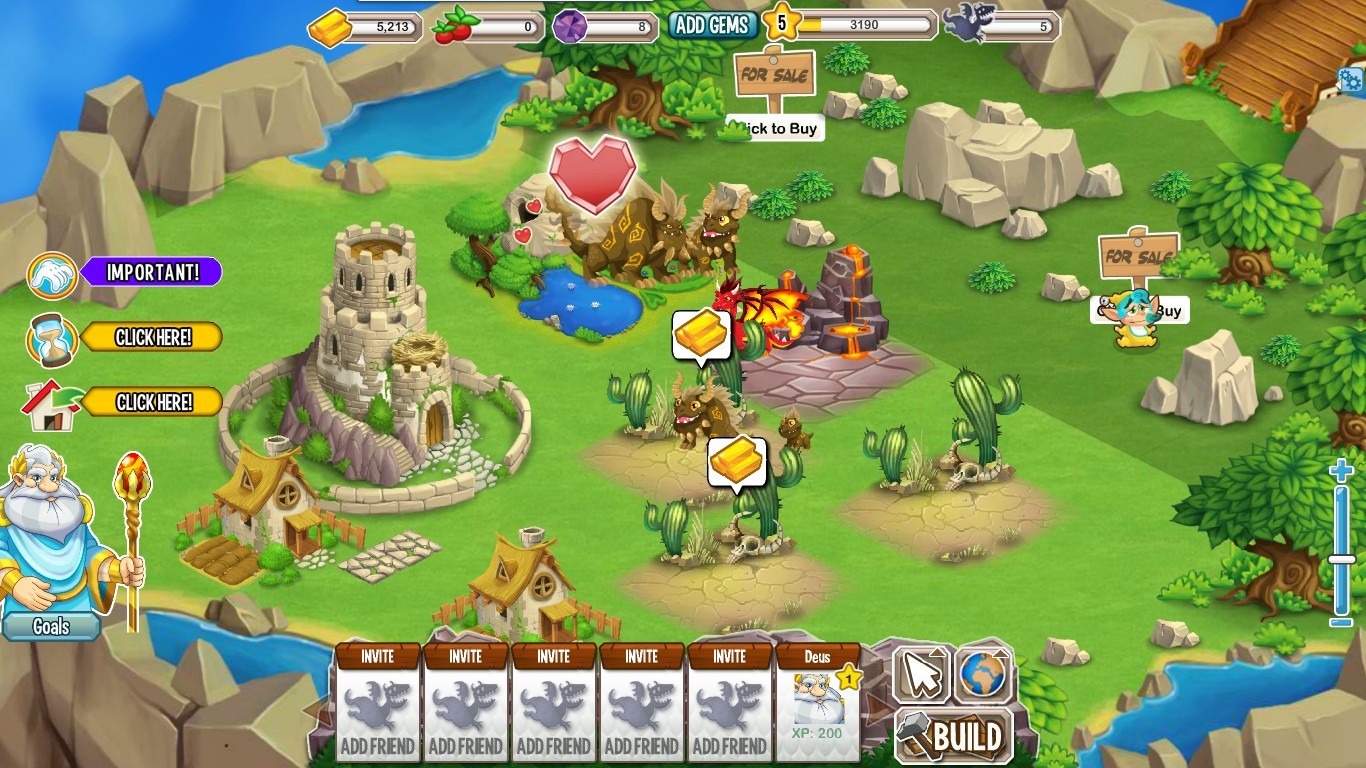 5,213
0
8
ADD GEMS
5
3190
5
FOR SALE
ick to Buy
IMPORTANT!
FOR SALE
Buy
CLICK HERE!
CLICK HERE!
Goals
INVITE
INVITE
INVITE
INVITE
INVITE
Deus
1
XP: 200
ADD FRIEND
ADD FRIEND
ADD FRIEND
ADD FRIEND
ADD FRIEND
BUILD